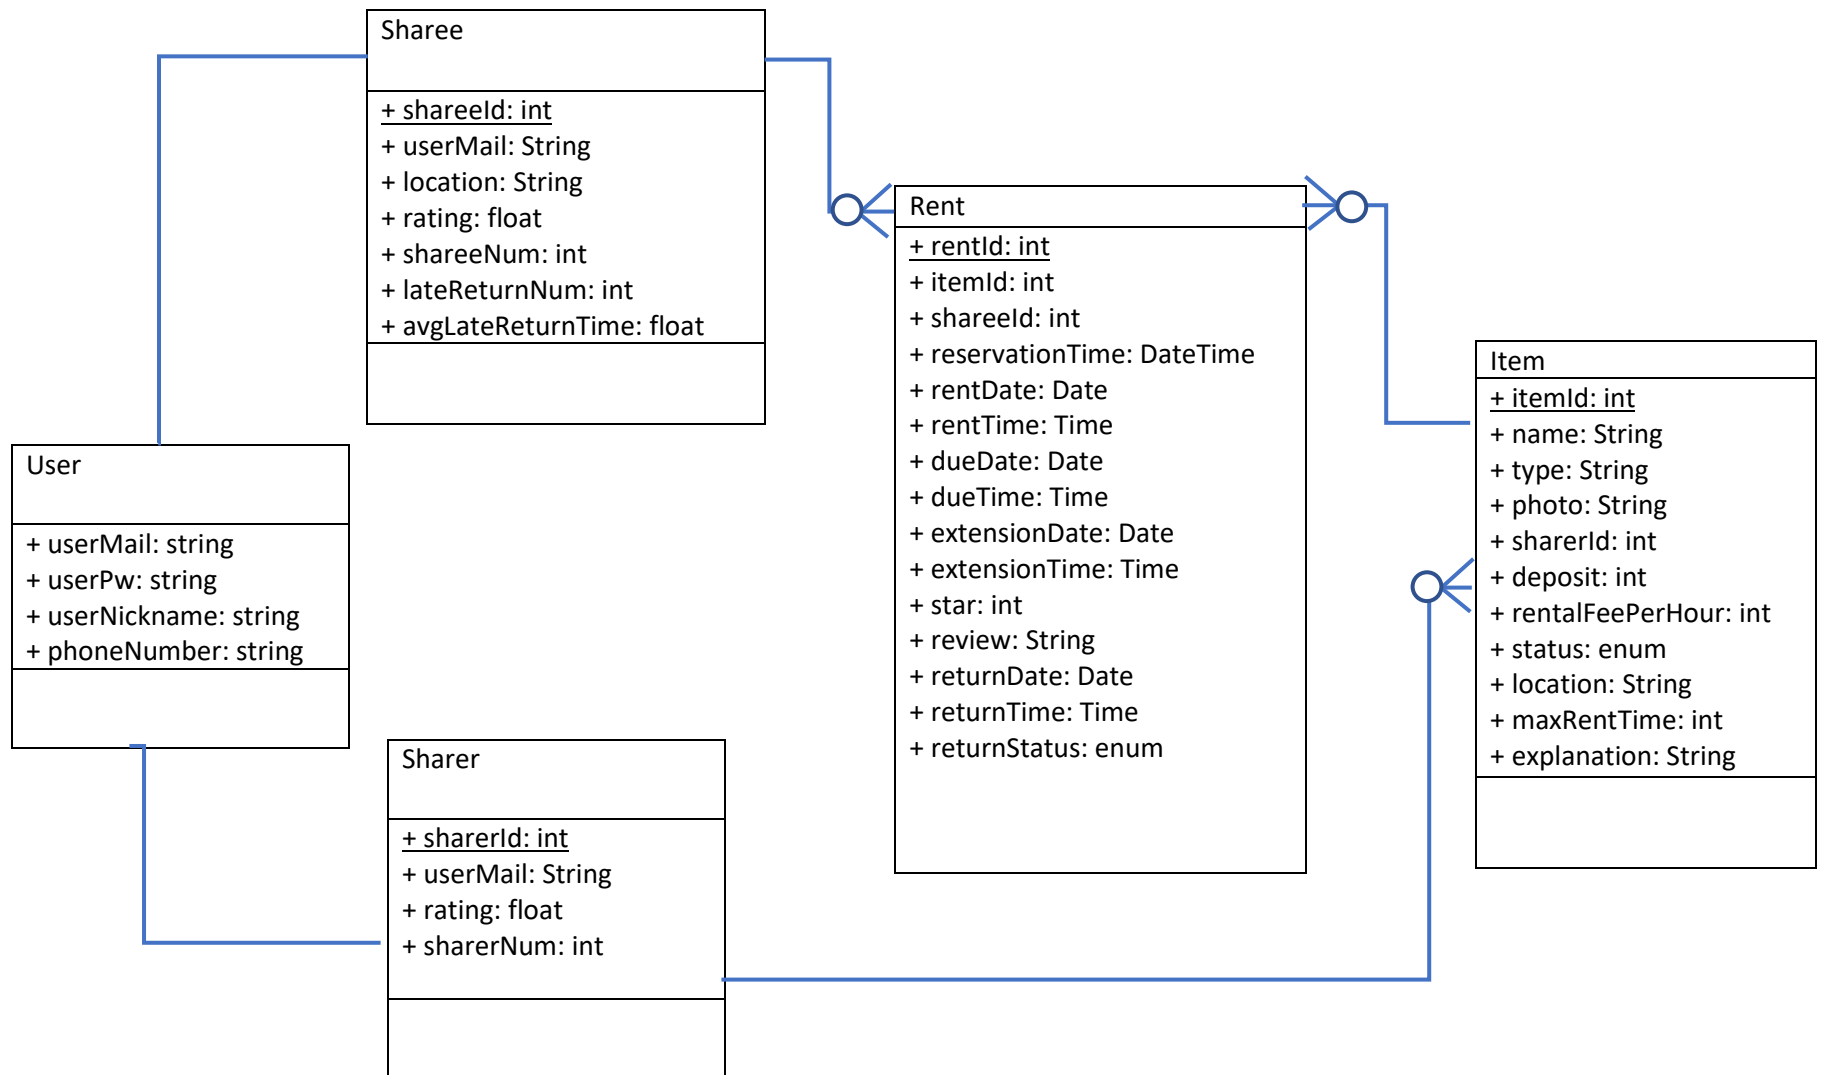 Sharee
+ shareeId: int
+ userMail: String
+ location: String
+ rating: float
+ shareeNum: int
+ lateReturnNum: int
+ avgLateReturnTime: float
User
+ userMail: string
+ userPw: string
+ userNickname: string
+ phoneNumber: string
Sharer
+ sharerId: int
+ userMail: String
+ rating: float
+ sharerNum: int
Rent
+ rentId: int
+ itemId: int
+ shareeId: int
+ reservationTime: DateTime
+ rentDate: Date
+ rentTime: Time
+ dueDate: Date
+ dueTime: Time
+ extensionDate: Date
+ extensionTime: Time
+ star: int
+ review: String
+ returnDate: Date
+ returnTime: Time
+ returnStatus: enum
Item
+ itemId: int
+ name: String
+ type: String
+ photo: String
+ sharerId: int
+ deposit: int
+ rentalFeePerHour: int
+ status: enum
+ location: String
+ maxRentTime: int
+ explanation: String